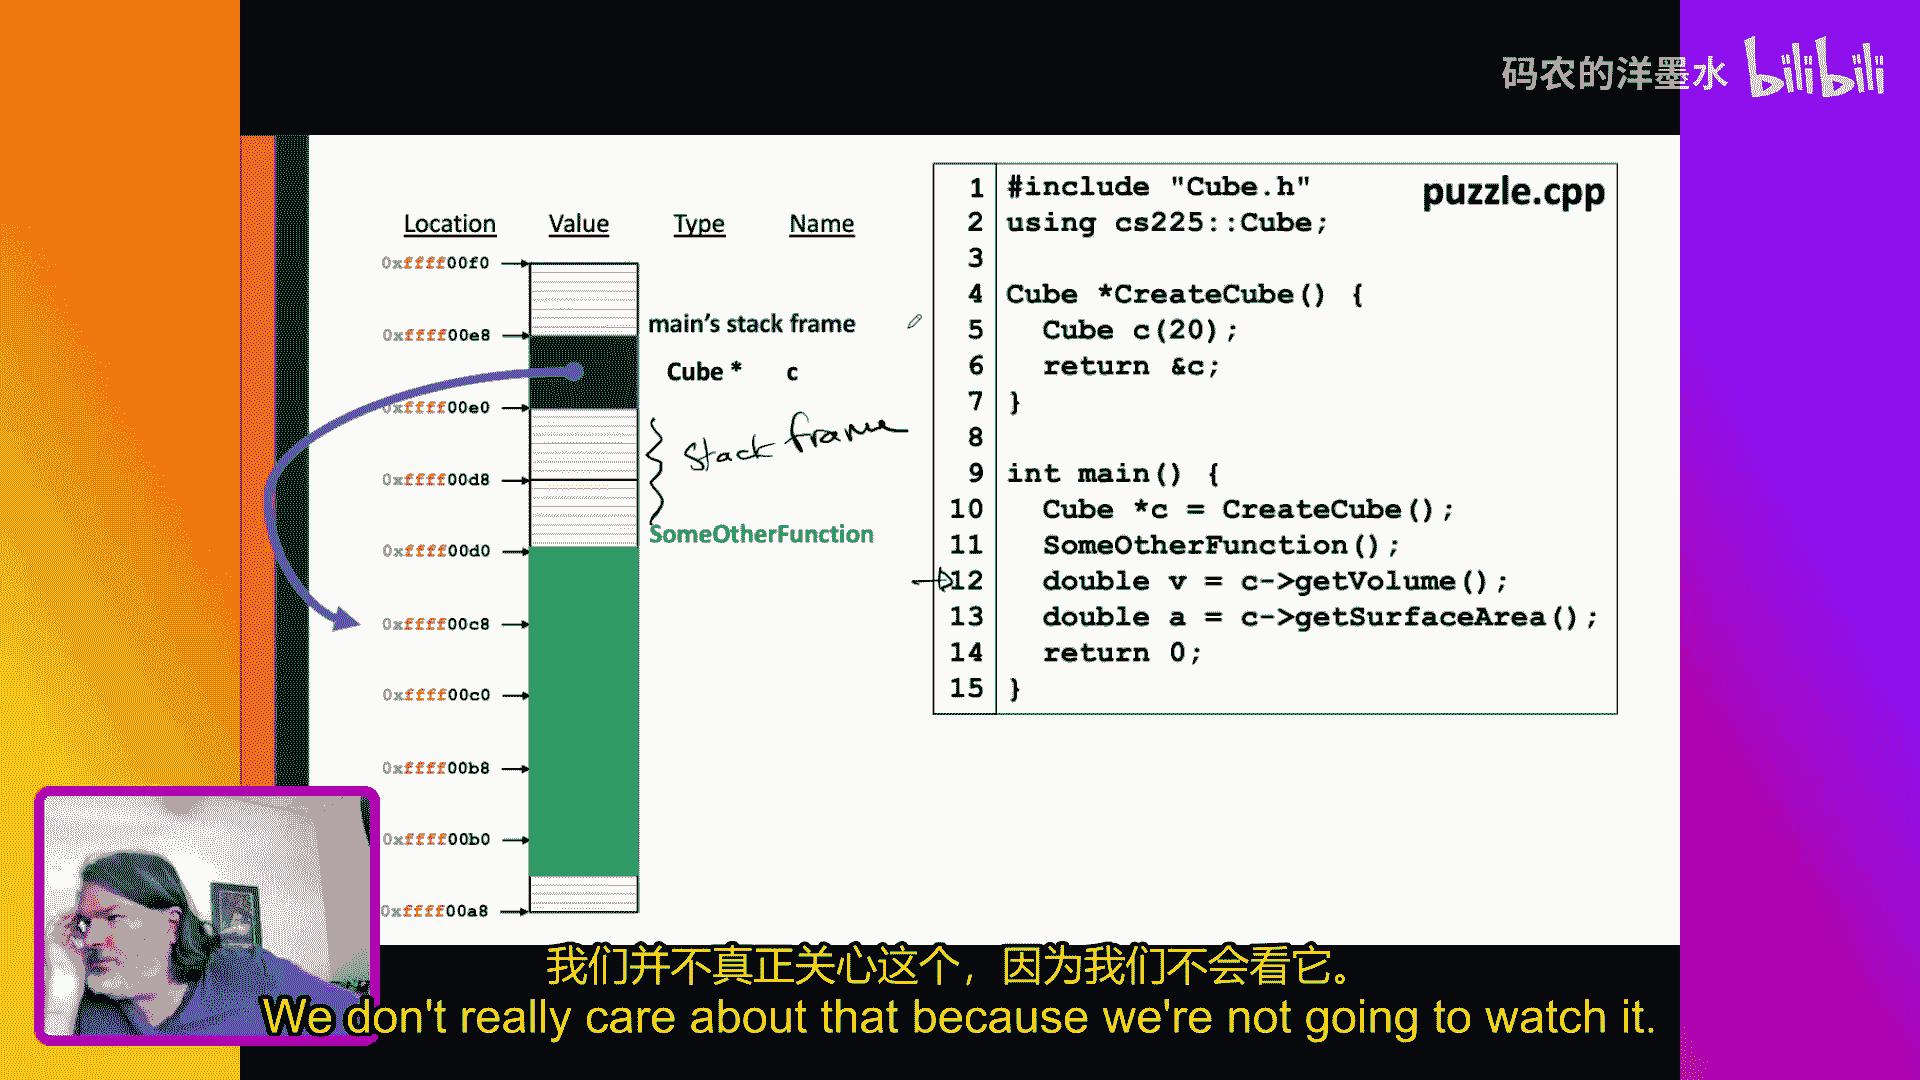 码农的洋墨水 bilibili
Location Value Type Name
0xffff00f0
0xffff00e8
main's stack frame
Cube * c
0xffff00e0
stack frame
0xffff00d8
SomeOtherFunction
0xffff00d0
0xffff00c8
0xffff00c0
0xffff00b8
0xffff00b0
0xffff00a8
puzzle.cpp
1 #include "Cube.h"
2 using cs225::Cube;
3
4 Cube *CreateCube() {
5 Cube c(20);
6 return &c;
7 }
8
9 int main() {
10 Cube *c = CreateCube();
11 SomeOtherFunction();
12 double v = c->getVolume();
13 double a = c->getSurfaceArea();
14 return 0;
15 }
我们并不真正关心这个，因为我们不会看它。
We don't really care about that because we're not going to watch it.